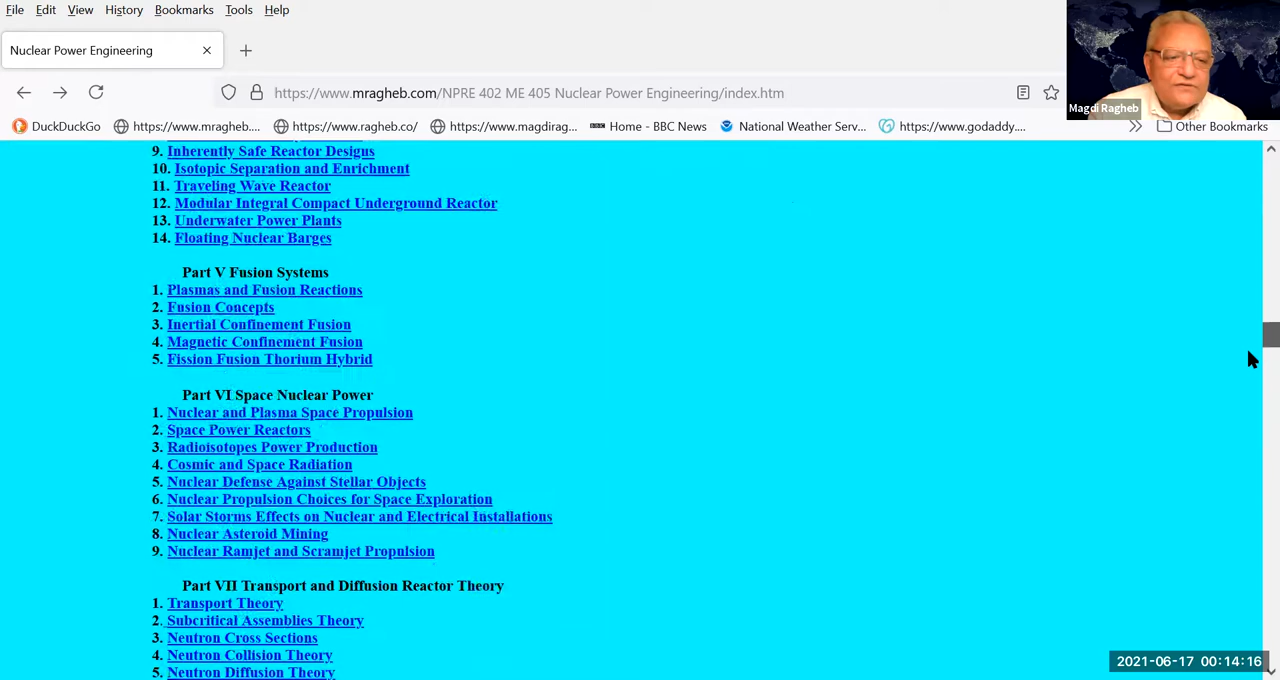 File Edit View History Bookmarks Tools Help
Nuclear Power Engineering
https://www.mragheb.com/NPRE 402 ME 405 Nuclear Power Engineering/index.htm
Magdi Ragheb
DuckDuckGo https://www.mragheb.... https://www.ragheb.co/ https://www.magdirag... Home - BBC News National Weather Serv... https://www.godaddy.... Other Bookmarks
9. Inherently Safe Reactor Designs
10. Isotopic Separation and Enrichment
11. Traveling Wave Reactor
12. Modular Integral Compact Underground Reactor
13. Underwater Power Plants
14. Floating Nuclear Barges
Part V Fusion Systems
1. Plasmas and Fusion Reactions
2. Fusion Concepts
3. Inertial Confinement Fusion
4. Magnetic Confinement Fusion
5. Fission Fusion Thorium Hybrid
Part VI Space Nuclear Power
1. Nuclear and Plasma Space Propulsion
2. Space Power Reactors
3. Radioisotopes Power Production
4. Cosmic and Space Radiation
5. Nuclear Defense Against Stellar Objects
6. Nuclear Propulsion Choices for Space Exploration
7. Solar Storms Effects on Nuclear and Electrical Installations
8. Nuclear Asteroid Mining
9. Nuclear Ramjet and Scramjet Propulsion
Part VII Transport and Diffusion Reactor Theory
1. Transport Theory
2. Subcritical Assemblies Theory
3. Neutron Cross Sections
4. Neutron Collision Theory
5. Neutron Diffusion Theory
2021-06-17 00:14:16